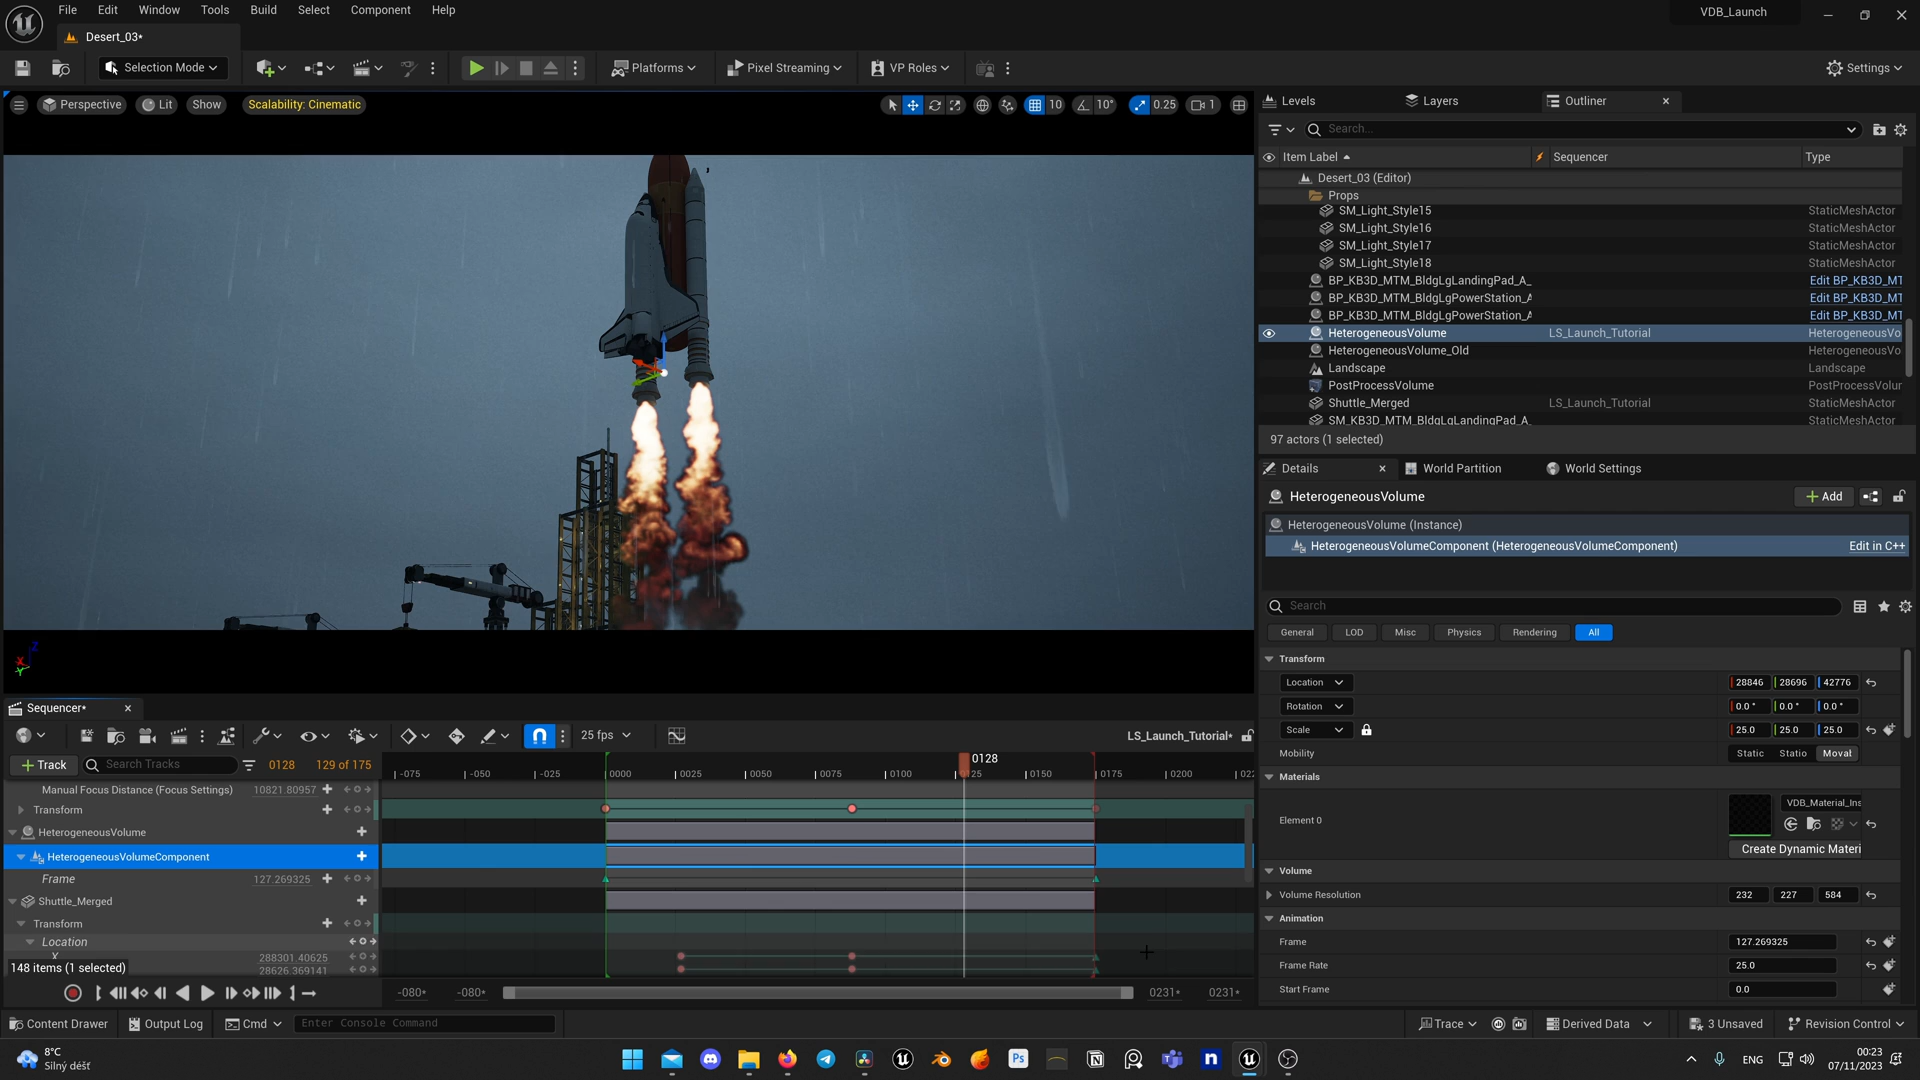 File Edit Window Tools Build Select Component Help
VDB_Launch
Desert_03*
Selection Mode
Platforms
Pixel Streaming
VP Roles
Settings
Perspective Lit Show Scalability: Cinematic
10 10° 0.25 1
Levels Layers Outliner
Search...
Item Label Sequencer Type
Desert_03 (Editor)
Props
SM_Light_Style15 StaticMeshActor
SM_Light_Style16 StaticMeshActor
SM_Light_Style17 StaticMeshActor
SM_Light_Style18 StaticMeshActor
BP_KB3D_MTM_BldgLgLandingPad_A_ Edit BP_KB3D_MT
BP_KB3D_MTM_BldgLgPowerStation_A Edit BP_KB3D_MT
BP_KB3D_MTM_BldgLgPowerStation_A Edit BP_KB3D_MT
HeterogeneousVolume LS_Launch_Tutorial HeterogeneousVo
HeterogeneousVolume_Old HeterogeneousVo
Landscape Landscape
PostProcessVolume PostProcessVolur
Shuttle_Merged LS_Launch_Tutorial StaticMeshActor
SM_KB3D_MTM_BldgLgLandingPad_A_ StaticMeshActor
97 actors (1 selected)
Details World Partition World Settings
HeterogeneousVolume Add
HeterogeneousVolume (Instance)
HeterogeneousVolumeComponent (HeterogeneousVolumeComponent) Edit in C++
Search
General LOD Misc Physics Rendering All
Transform
Location 28846 28696 42776
Rotation 0.0 ° 0.0 ° 0.0 °
Scale 25.0 25.0 25.0
Mobility Static Statio Moval
Materials
Element 0 VDB_Material_Ins
Create Dynamic Materi
Volume
Volume Resolution 232 227 584
Animation
Frame 127.269325
Frame Rate 25.0
Start Frame 0.0
Sequencer*
25 fps
LS_Launch_Tutorial*
Track Search Tracks 0128 129 of 175
-075 -050 -025 0000 0025 0050 0075 0100 0128 0150 0175 0200
Manual Focus Distance (Focus Settings) 10821.80957
Transform
HeterogeneousVolume
HeterogeneousVolumeComponent
Frame 127.269325
Shuttle_Merged
Transform
Location
X 288301.40625
28626.369141
148 items (1 selected)
-080* -080* 0231* 0231*
Content Drawer Output Log Cmd Enter Console Command
Trace Derived Data 3 Unsaved Revision Control
8°C
Silný déšť
ENG
00:23
07/11/2023